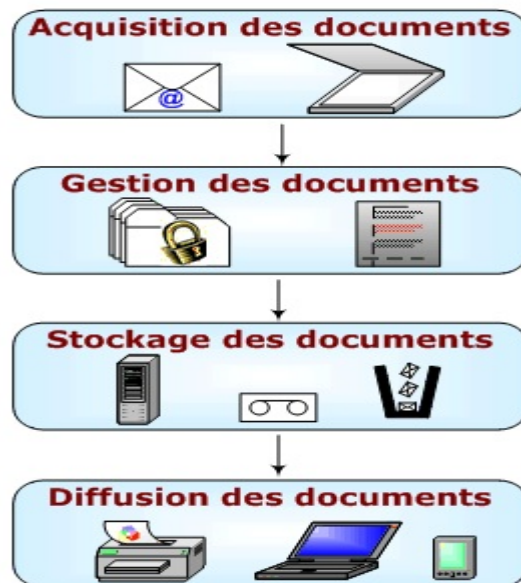 Acquisition des documents
@
Gestion des documents
Stockage des documents
Diffusion des documents